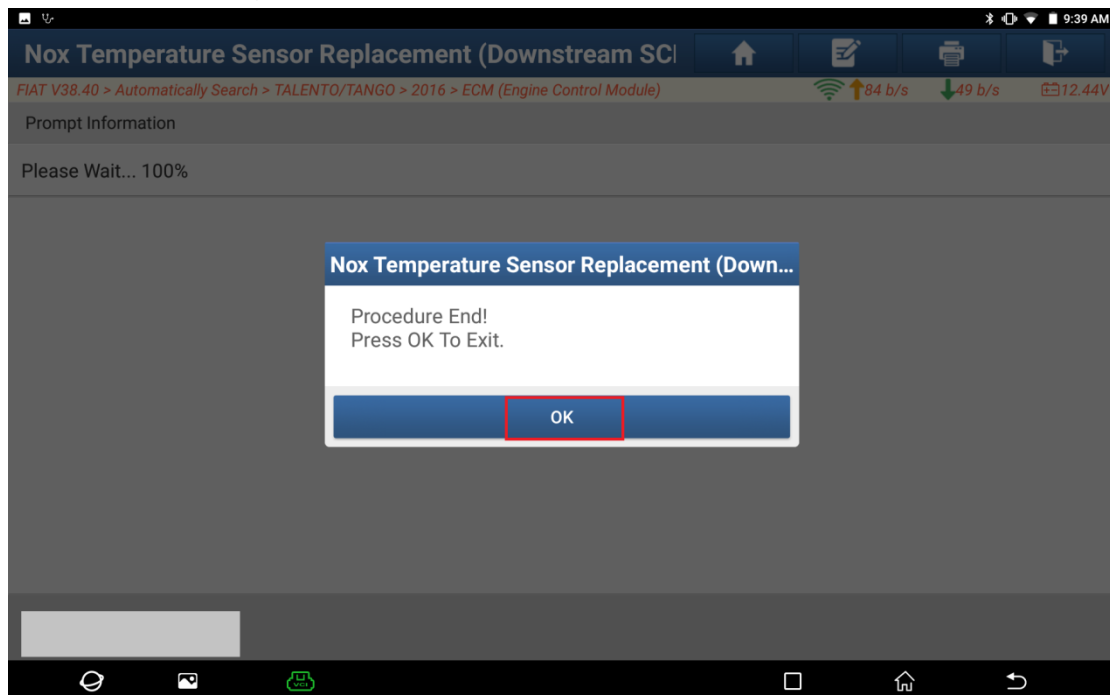 9:39 AM
Nox Temperature Sensor Replacement (Downstream SCI
FIAT V38.40 > Automatically Search > TALENTO/TANGO > 2016 > ECM (Engine Control Module)
84 b/s
49 b/s
12.44V
Prompt Information
Please Wait... 100%
Nox Temperature Sensor Replacement (Down...
Procedure End!
Press OK To Exit.
OK
VCI